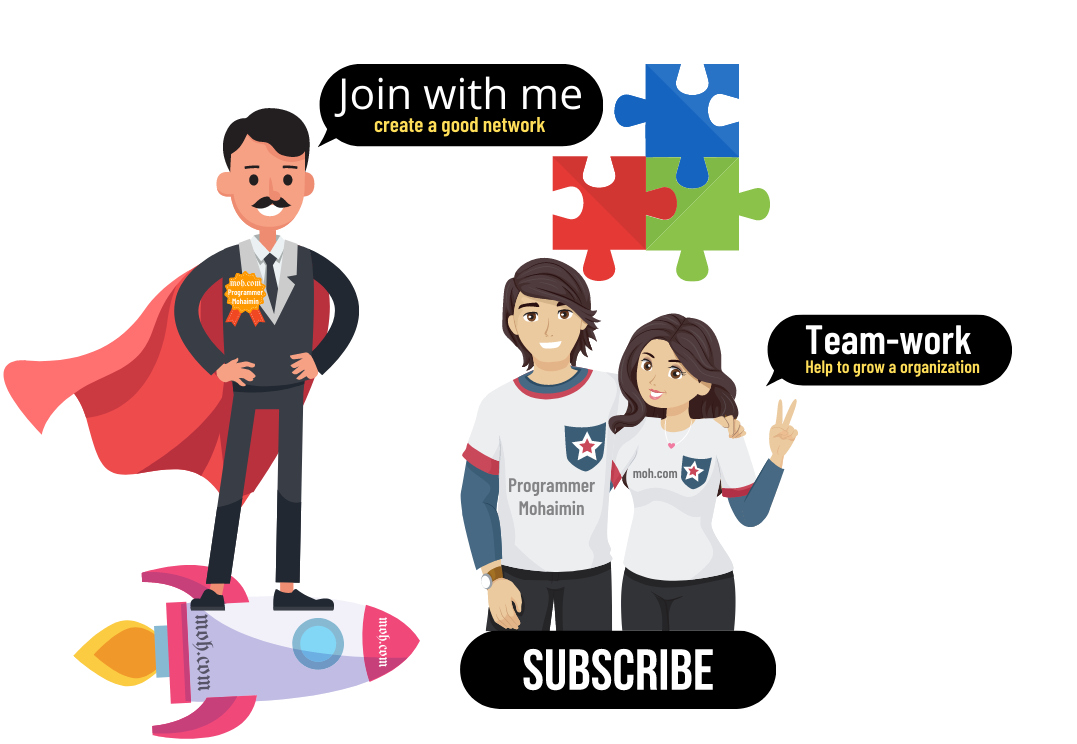 Join with me
create a good network
moh.com
Programmer
Mohaimin
Team-work
Help to grow a organization
Programmer
Mohaimin
moh.com
moh.com
moh.com
SUBSCRIBE